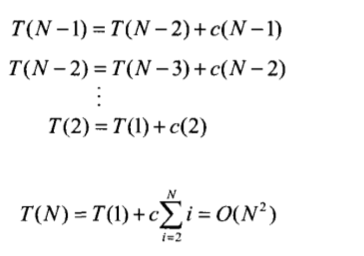 T(N−1) = T(N−2) + c(N−1)
T(N−2) = T(N−3) + c(N−2)
⋮
T(2) = T(1) + c(2)
T(N) = T(1) + c∑_{i=2}^{N} i = O(N²)